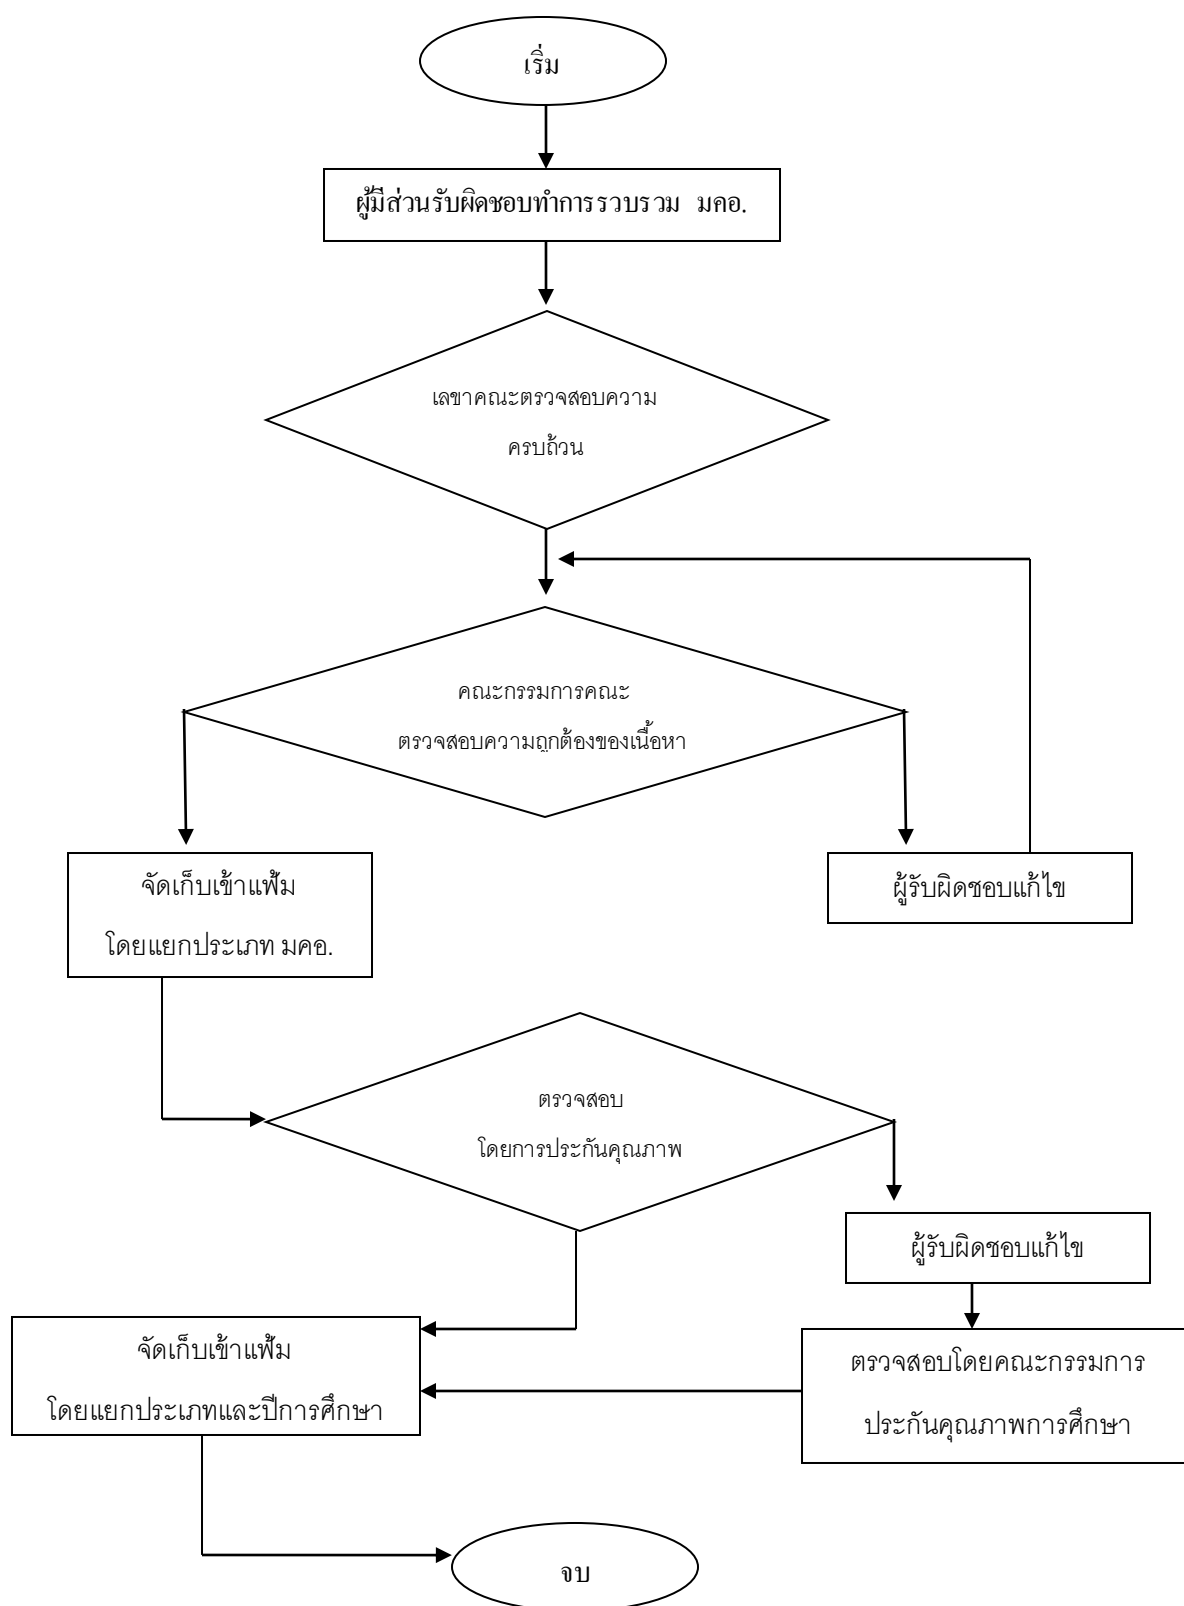 เริ่ม
ผู้มีส่วนรับผิดชอบทำการรวบรวม มคอ.
เลขาคณะตรวจสอบความ
ครบถ้วน
คณะกรรมการคณะ
ตรวจสอบความถูกต้องของเนื้อหา
จัดเก็บเข้าแฟ้ม
โดยแยกประเภท มคอ.
ผู้รับผิดชอบแก้ไข
ตรวจสอบ
โดยการประกันคุณภาพ
ผู้รับผิดชอบแก้ไข
จัดเก็บเข้าแฟ้ม
โดยแยกประเภทและปีการศึกษา
ตรวจสอบโดยคณะกรรมการ
ประกันคุณภาพการศึกษา
จบ